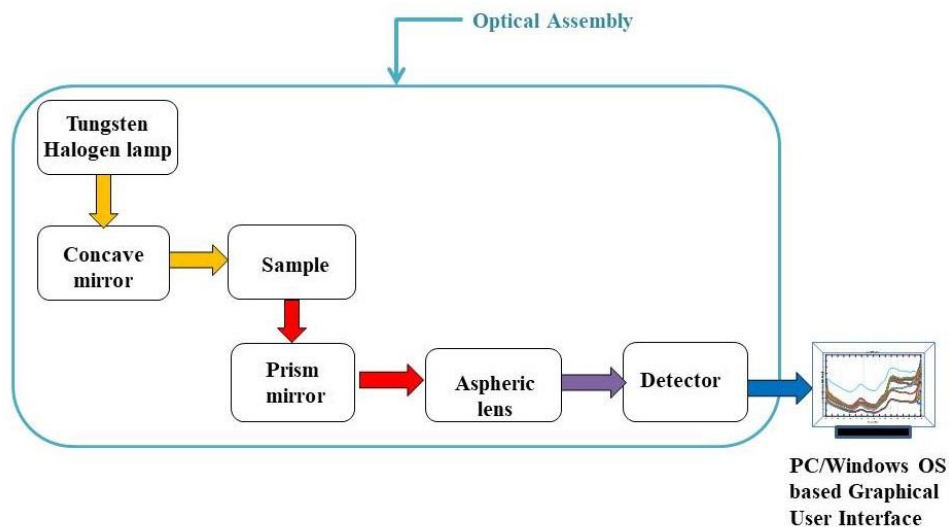 Optical Assembly
Tungsten
Halogen lamp
Concave
mirror
Sample
Prism
mirror
Aspheric
lens
Detector
PC/Windows OS
based Graphical
User Interface